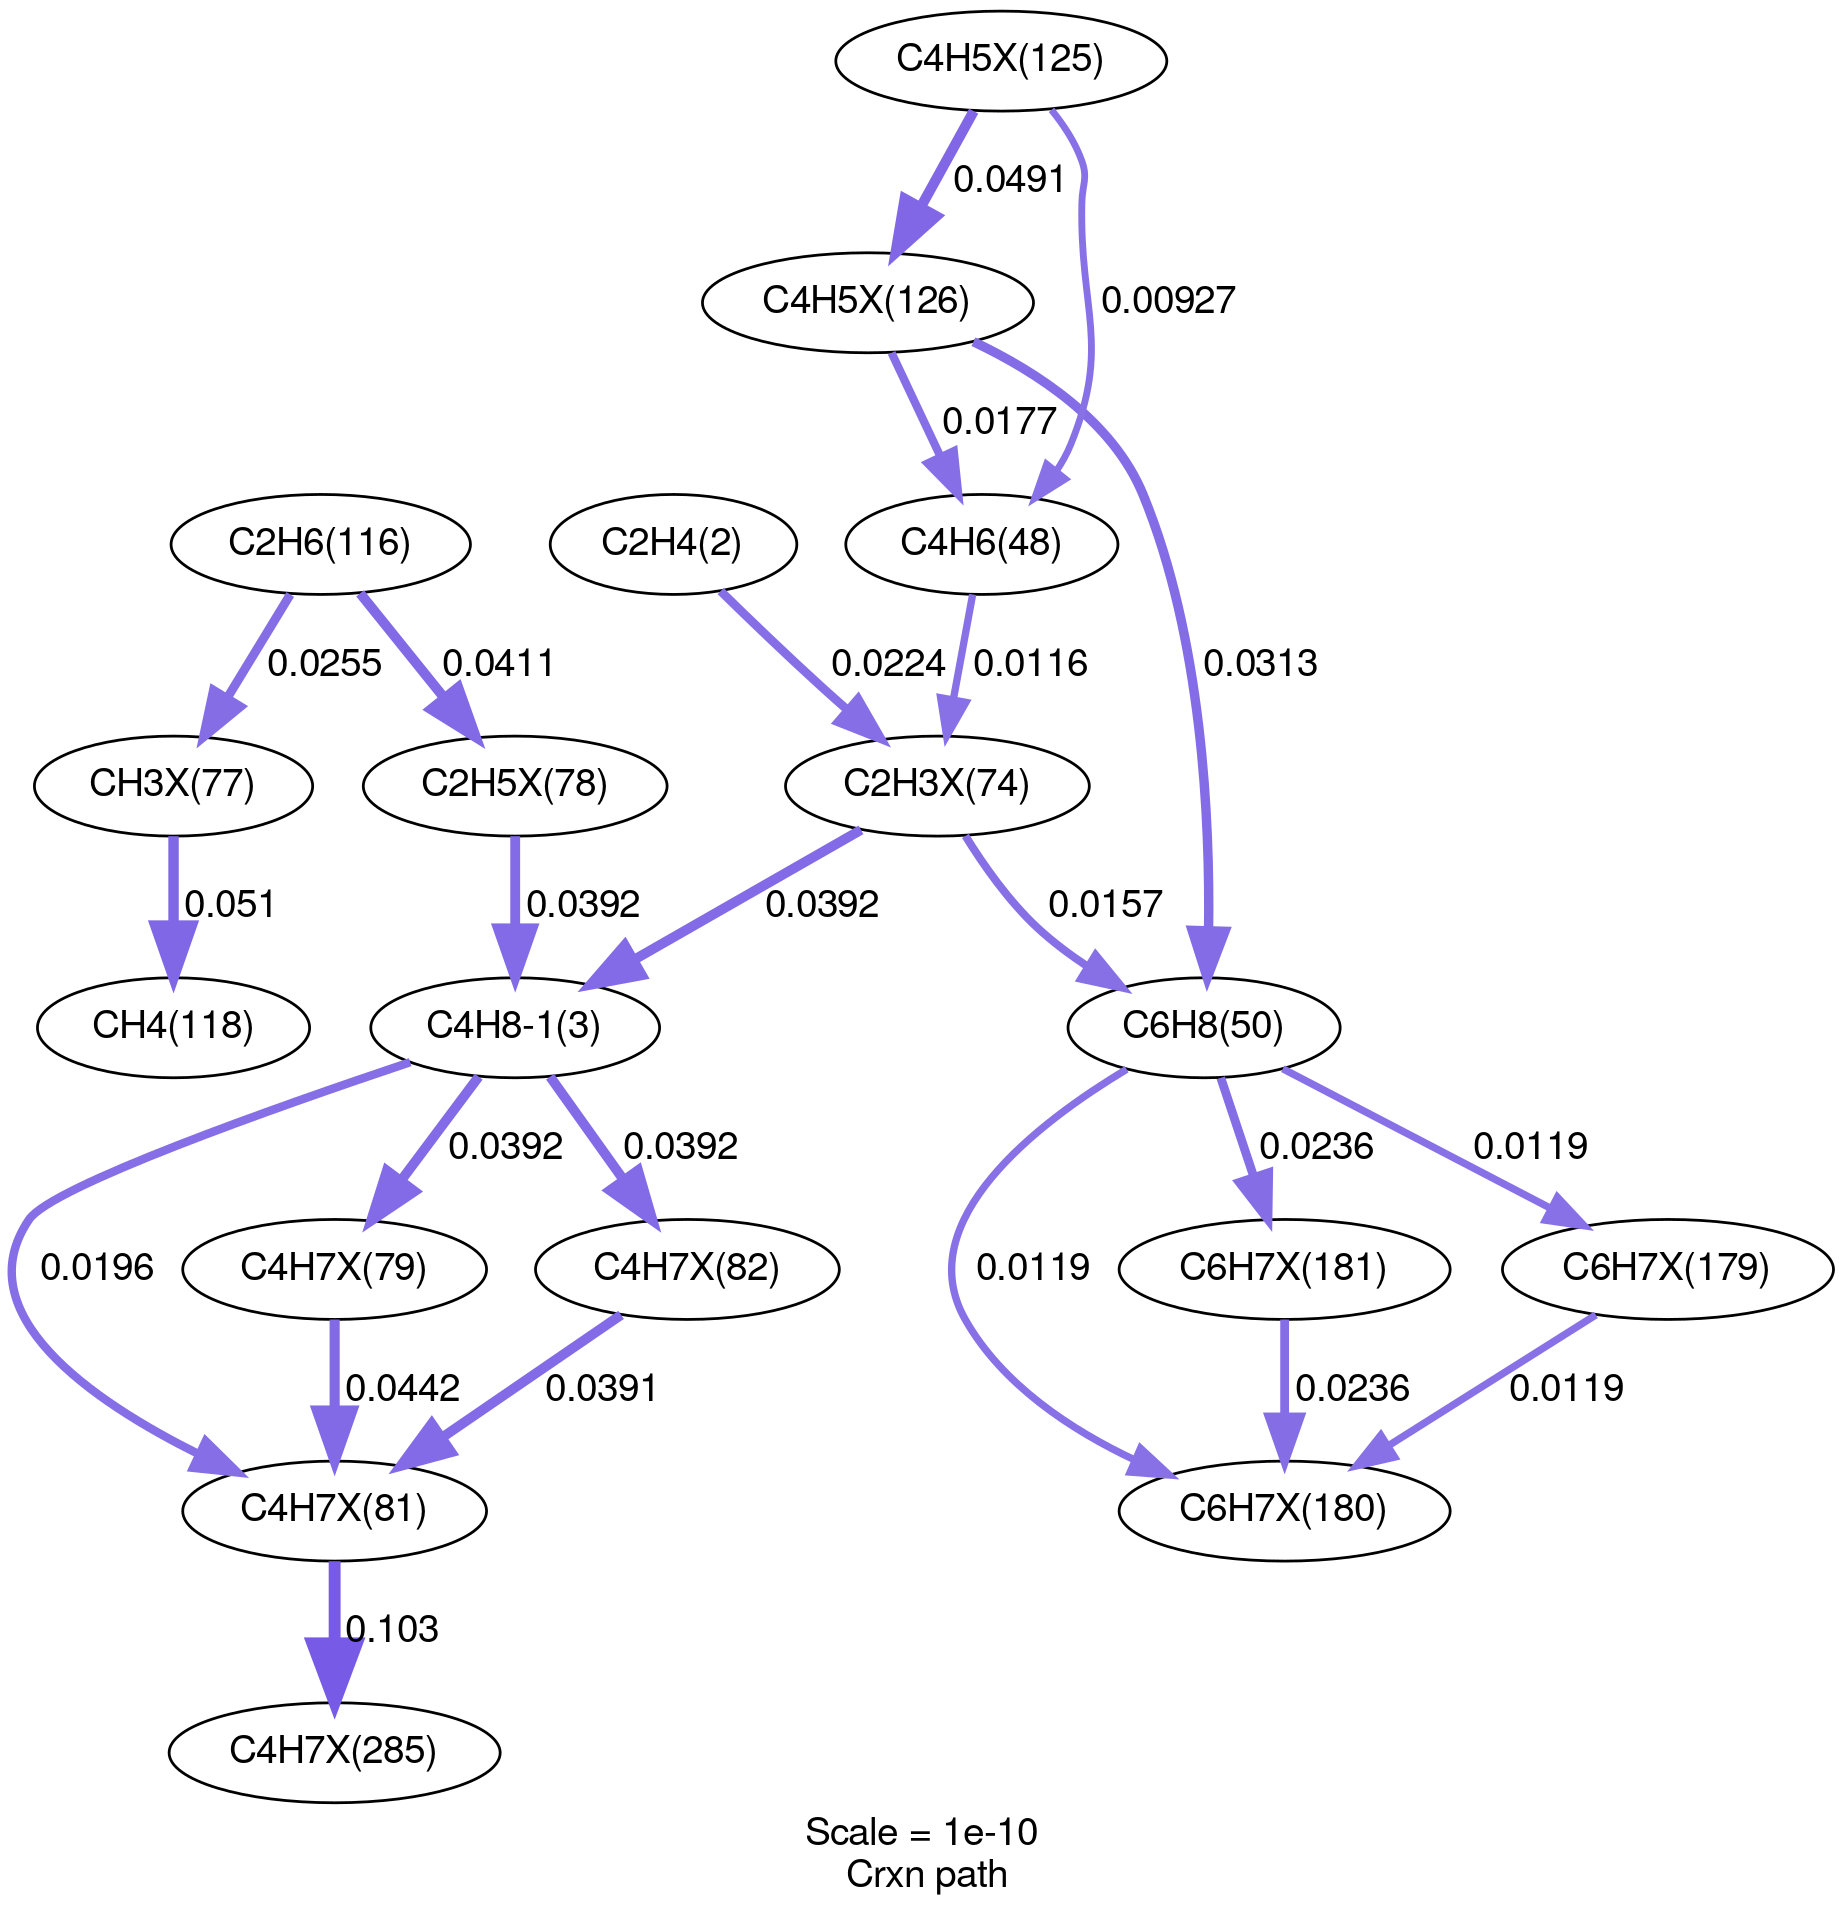 C4H5X(125)
0.0491
C4H5X(126)
0.00927
0.0177
C2H6(116)
C2H4(2)
C4H6(48)
0.0255
0.0411
0.0224
0.0116
0.0313
CH3X(77)
C2H5X(78)
C2H3X(74)
0.051
0.0392
0.0392
0.0157
CH4(118)
C4H8-1(3)
C6H8(50)
0.0392
0.0392
0.0236
0.0119
0.0196
C4H7X(79)
C4H7X(82)
0.0119
C6H7X(181)
C6H7X(179)
0.0442
0.0391
0.0236
0.0119
C4H7X(81)
C6H7X(180)
0.103
C4H7X(285)
Scale = 1e-10
Crxn path